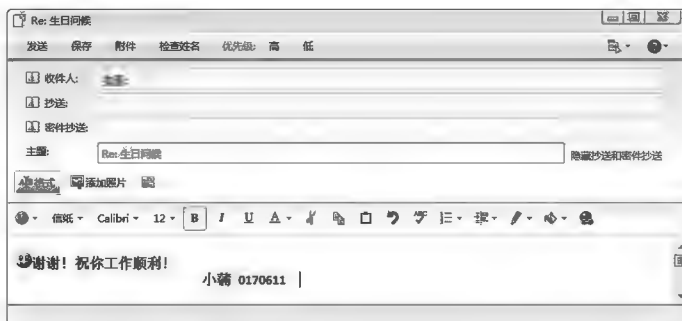 Re: 生日问候
发送 保存 附件 检查姓名 优先级: 高 低
收件人:
抄送:
密件抄送:
主题: Re: 生日问候 隐藏抄送和密件抄送
格式 添加照片
信纸 Calibri 12 B I U A
谢谢！祝你工作顺利！
小蒲 0170611